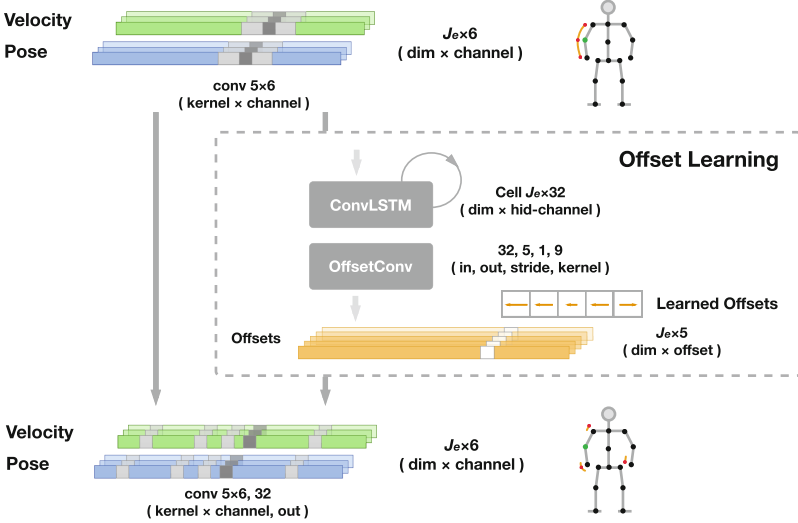 Velocity
Pose
Je×6
( dim × channel )
conv 5×6
( kernel × channel )
Offset Learning
ConvLSTM
Cell Je×32
( dim × hid-channel )
OffsetConv
32, 5, 1, 9
( in, out, stride, kernel )
Learned Offsets
Offsets
Je×5
( dim × offset )
Velocity
Pose
Je×6
( dim × channel )
conv 5×6, 32
( kernel × channel, out )